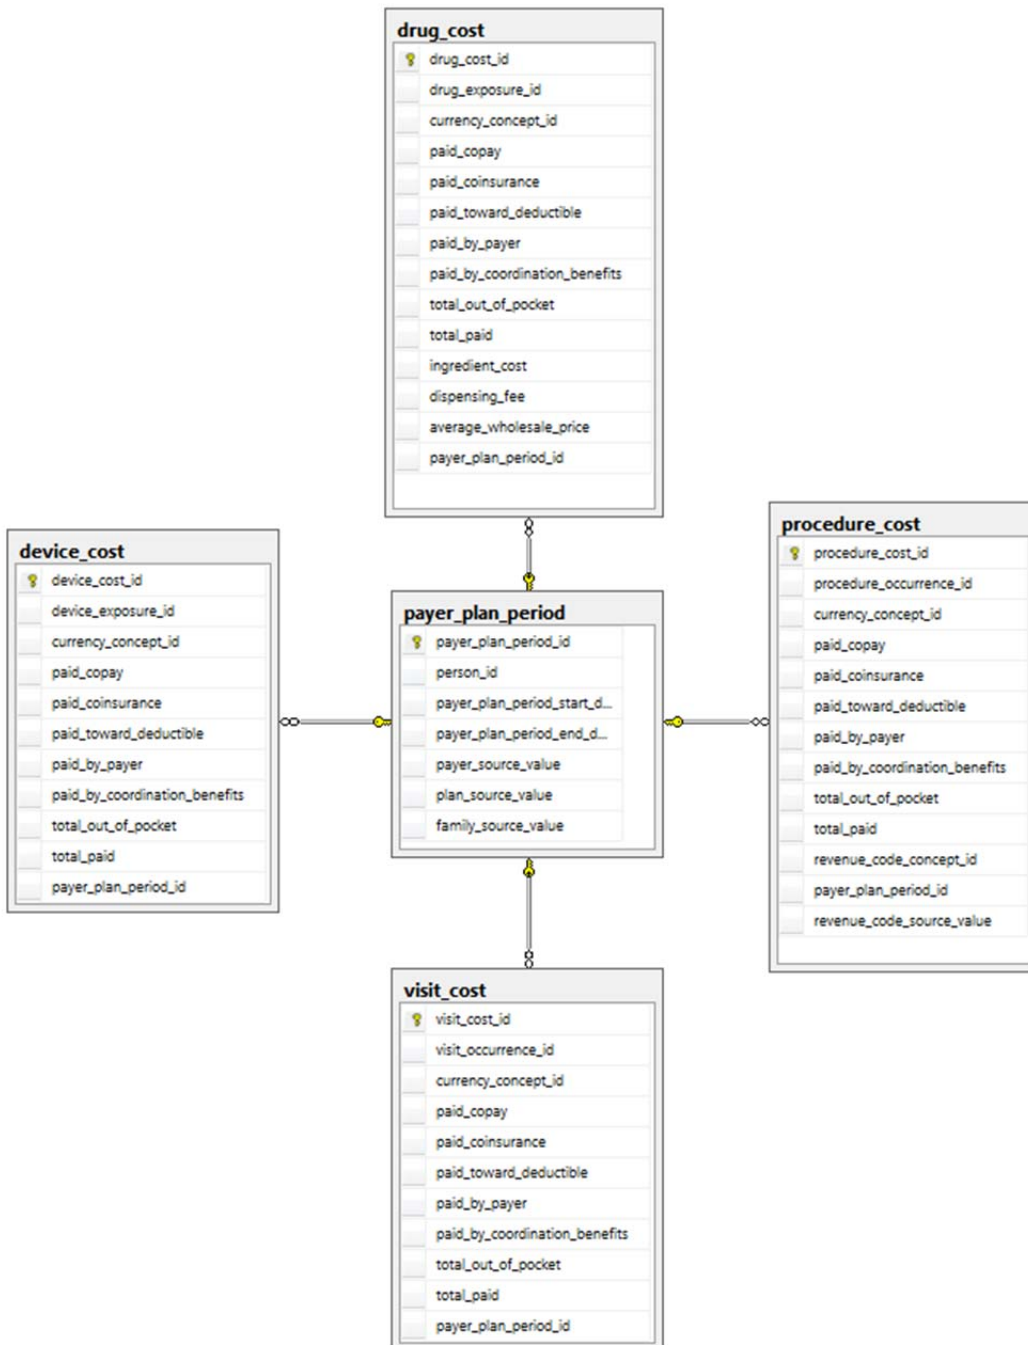 drug_cost
drug_cost_id
drug_exposure_id
currency_concept_id
paid_copay
paid_coinsurance
paid_toward_deductible
paid_by_payer
paid_by_coordination_benefits
total_out_of_pocket
total_paid
ingredient_cost
dispensing_fee
average_wholesale_price
payer_plan_period_id
device_cost
device_cost_id
device_exposure_id
currency_concept_id
paid_copay
paid_coinsurance
paid_toward_deductible
paid_by_payer
paid_by_coordination_benefits
total_out_of_pocket
total_paid
payer_plan_period_id
payer_plan_period
payer_plan_period_id
person_id
payer_plan_period_start_d...
payer_plan_period_end_d...
payer_source_value
plan_source_value
family_source_value
procedure_cost
procedure_cost_id
procedure_occurrence_id
currency_concept_id
paid_copay
paid_coinsurance
paid_toward_deductible
paid_by_payer
paid_by_coordination_benefits
total_out_of_pocket
total_paid
revenue_code_concept_id
payer_plan_period_id
revenue_code_source_value
visit_cost
visit_cost_id
visit_occurrence_id
currency_concept_id
paid_copay
paid_coinsurance
paid_toward_deductible
paid_by_payer
paid_by_coordination_benefits
total_out_of_pocket
total_paid
payer_plan_period_id